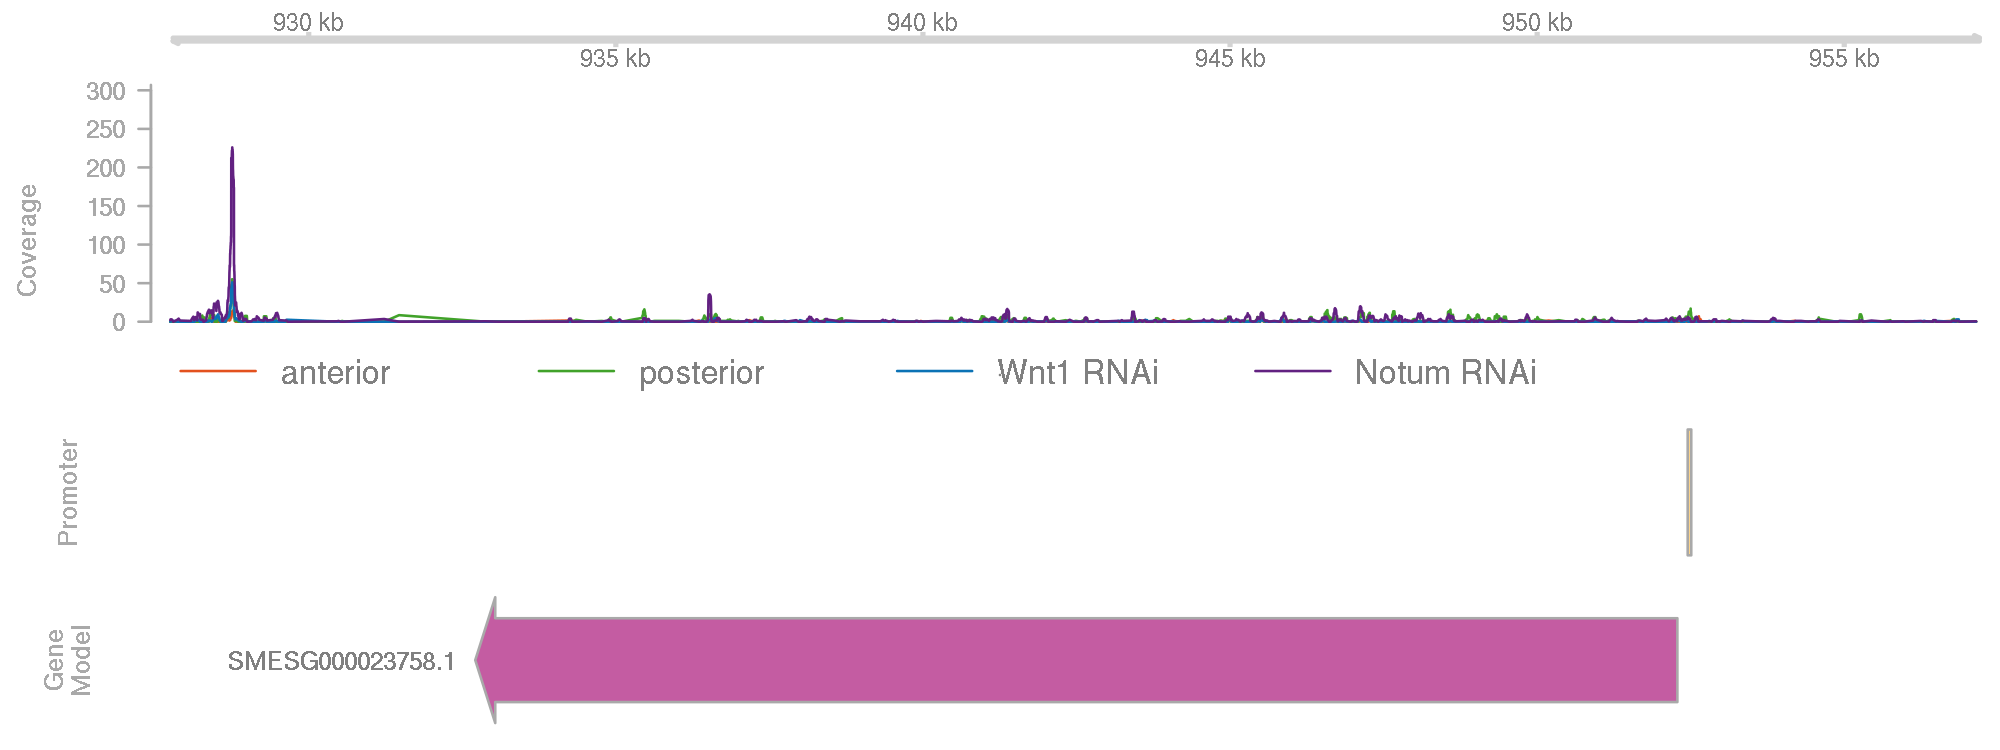 930 kb 940 kb 950 kb
935 kb 945 kb 955 kb
300
250
200
150
100
50
0
Coverage
anterior posterior Wnt1 RNAi Notum RNAi
Promoter
Gene
Model
SMESG000023758.1